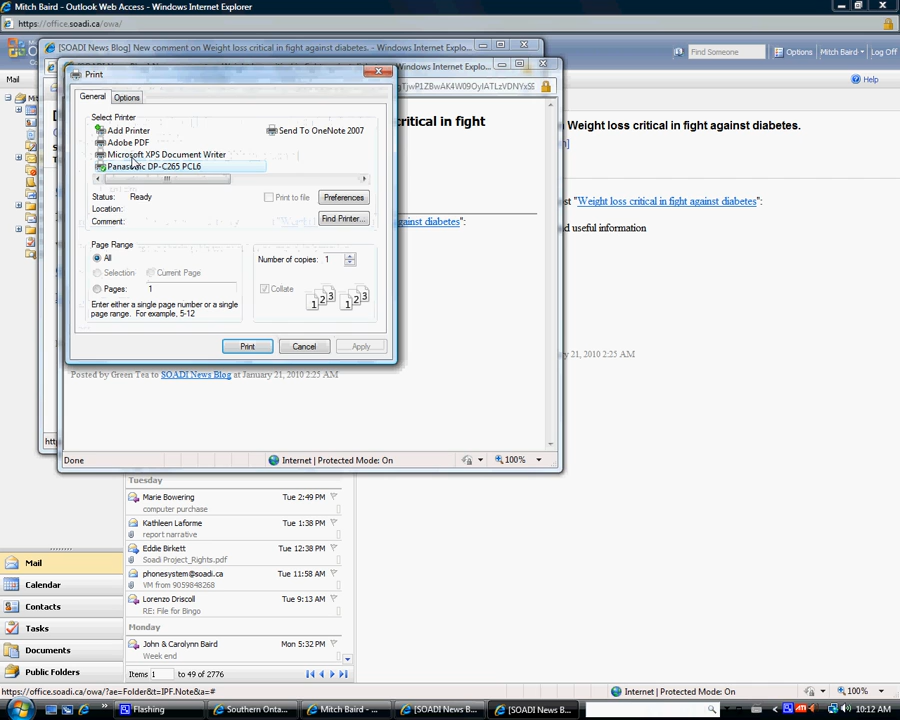 Mitch Baird - Outlook Web Access - Windows Internet Explorer
https://office.soadi.ca/owa/
Find Someone
Options
Mitch Baird
Log Off
Mail
Help
[SOADI News Blog] New comment on Weight loss critical in fight against diabetes. - Windows Internet Explo...
- Windows Internet Explo...
Print
General
Options
Select Printer
Add Printer
Send To OneNote 2007
Adobe PDF
Microsoft XPS Document Writer
Panasonic DP-C265 PCL6
Status: Ready
Print to file
Preferences
Location:
Comment:
Find Printer...
Page Range
All
Selection
Current Page
Pages: 1
Enter either a single page number or a single
page range. For example, 5-12
Number of copies: 1
Collate
1 2 3 1 2 3
Print
Cancel
Apply
critical in fight
Weight loss critical in fight against diabetes.
st "Weight loss critical in fight against diabetes":
gainst diabetes":
d useful information
y 21, 2010 2:25 AM
Posted by Green Tea to SOADI News Blog at January 21, 2010 2:25 AM
Done
Internet | Protected Mode: On
100%
Tuesday
Marie Bowering Tue 2:49 PM
computer purchase
Kathleen Laforme Tue 1:38 PM
report narrative
Eddie Birkett Tue 12:38 PM
Soadi Project_Rights.pdf
phonesystem@soadi.ca Tue 11:58 AM
VM from 9059848268
Lorenzo Driscoll Tue 9:13 AM
RE: File for Bingo
Monday
John & Carolynn Baird Mon 5:32 PM
Week end
Items 1 to 49 of 2776
Mail
Calendar
Contacts
Tasks
Documents
Public Folders
https://office.soadi.ca/owa/?ae=Folder&t=IPF.Note&a=#
Internet | Protected Mode: On
100%
Flashing
Southern Onta...
Mitch Baird - ...
[SOADI News B...
[SOADI News B...
10:12 AM